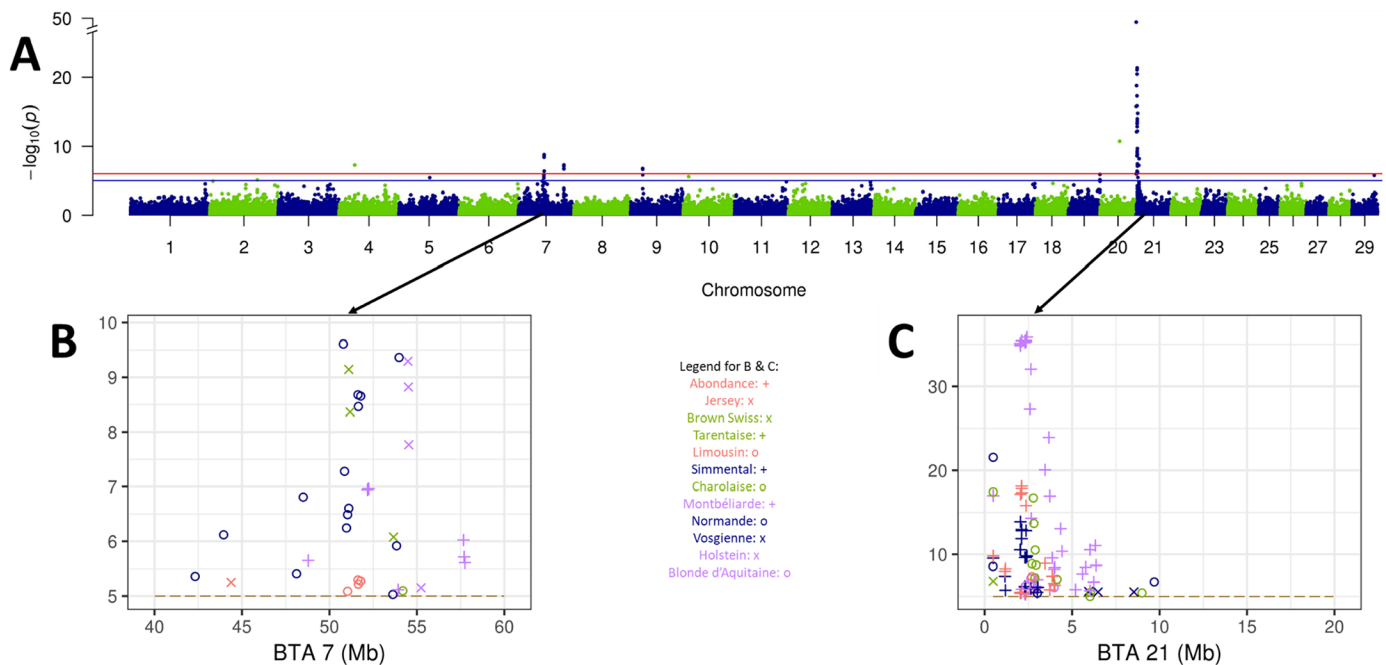 A
50
20
10
0
−log10(p)
1 2 3 4 5 6 7 8 9 10 11 12 13 14 15 16 17 18 20 21 23 25 27 29
Chromosome
B
10
9
8
7
6
5
40 45 50 55 60
BTA 7 (Mb)
Legend for B & C:
Abondance: +
Jersey: x
Brown Swiss: x
Tarentaise: +
Limousin: o
Simmental: +
Charolaise: o
Montbéliarde: +
Normande: o
Vosgienne: x
Holstein: x
Blonde d'Aquitaine: o
C
30
20
10
0 5 10 15 20
BTA 21 (Mb)